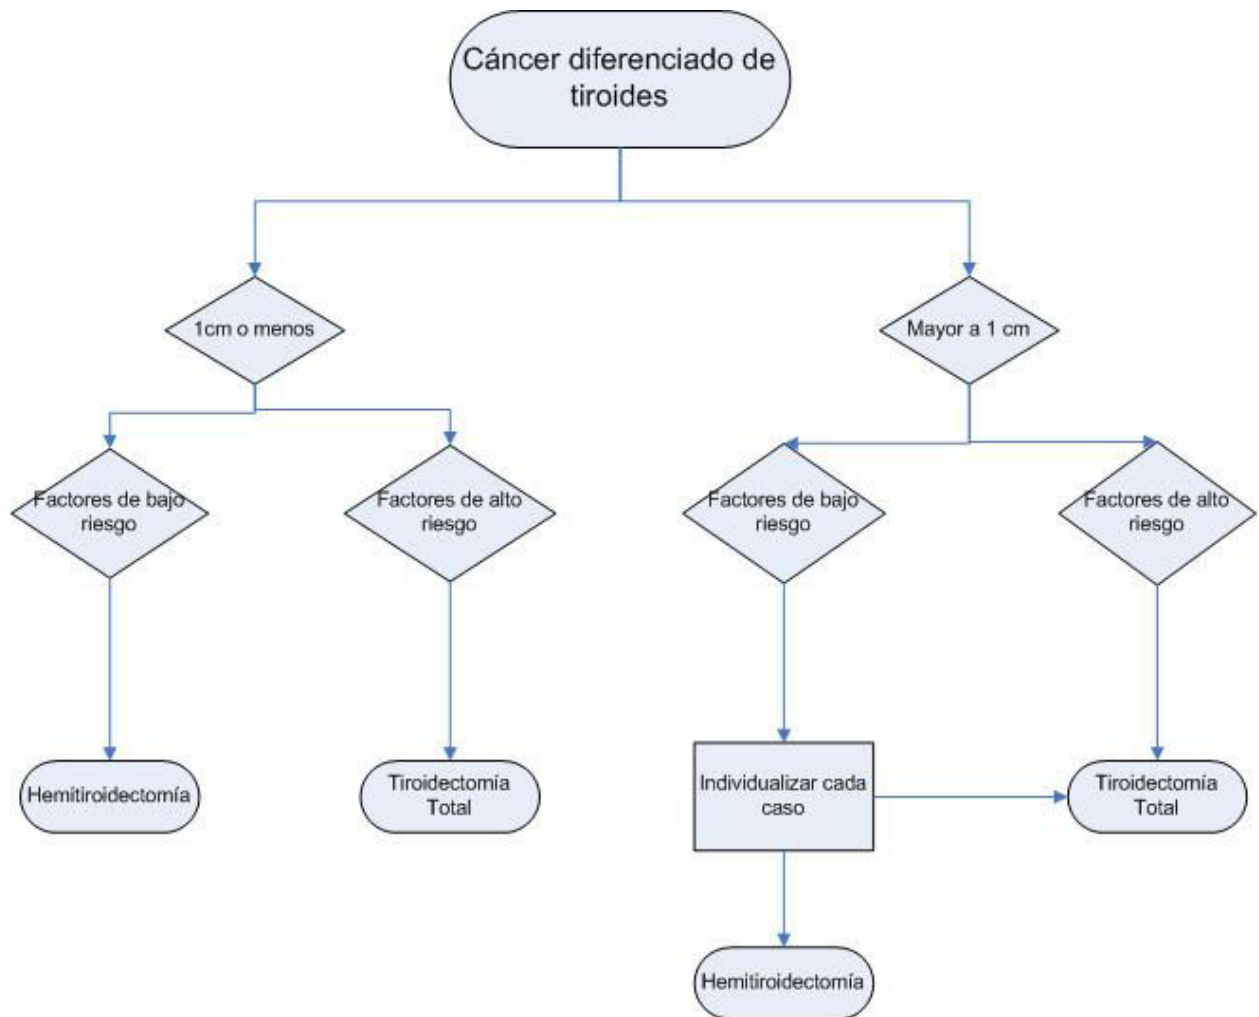 Cáncer diferenciado de
tiroides
1cm o menos
Mayor a 1 cm
Factores de bajo
riesgo
Factores de alto
riesgo
Factores de bajo
riesgo
Factores de alto
riesgo
Hemitiroidectomía
Tiroidectomía
Total
Individualizar cada
caso
Tiroidectomía
Total
Hemitiroidectomía